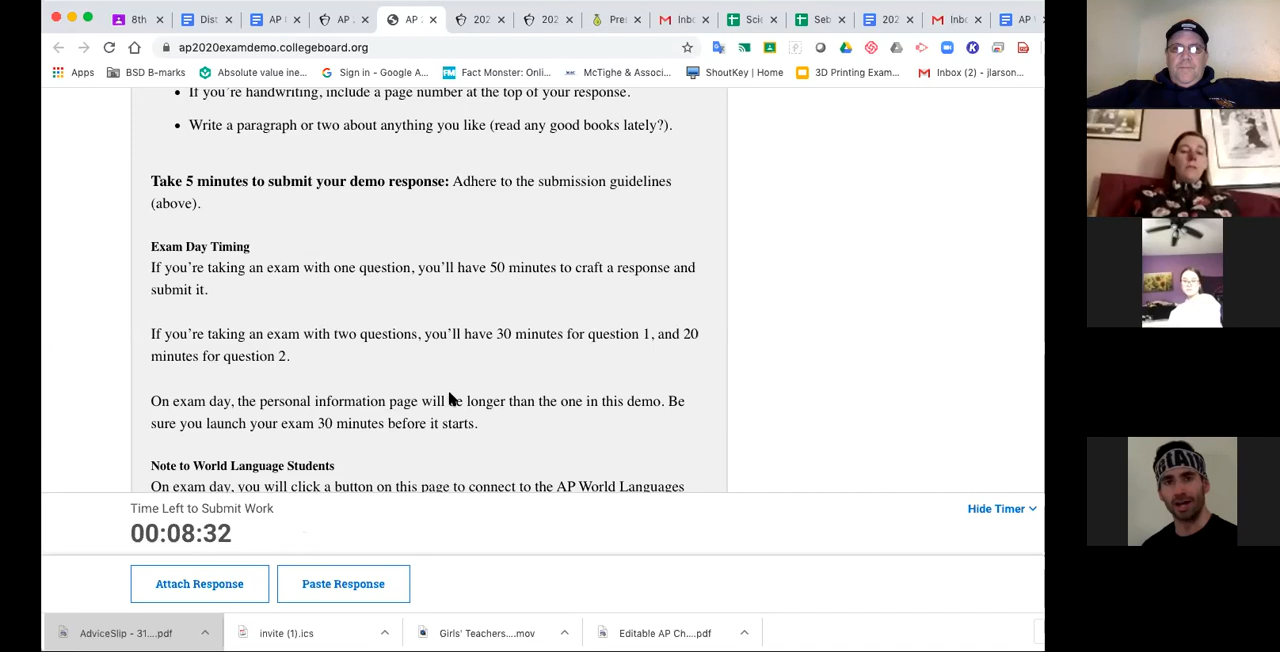 8th
Dist
AP
AP
AP
202
202
Pre
Inbo
Scie
Seb
202
Inbo
AP
ap2020examdemo.collegeboard.org
Apps BSD B-marks Absolute value ine... Sign in - Google A... Fact Monster: Onli... McTighe & Associ... ShoutKey | Home 3D Printing Exam... Inbox (2) - jlarson...
• If you're handwriting, include a page number at the top of your response.
• Write a paragraph or two about anything you like (read any good books lately?).
Take 5 minutes to submit your demo response: Adhere to the submission guidelines
(above).
Exam Day Timing
If you're taking an exam with one question, you'll have 50 minutes to craft a response and
submit it.
If you're taking an exam with two questions, you'll have 30 minutes for question 1, and 20
minutes for question 2.
On exam day, the personal information page will be longer than the one in this demo. Be
sure you launch your exam 30 minutes before it starts.
Note to World Language Students
On exam day, you will click a button on this page to connect to the AP World Languages
Time Left to Submit Work
Hide Timer
00:08:32
Attach Response Paste Response
AdviceSlip - 31....pdf invite (1).ics Girls' Teachers....mov Editable AP Ch....pdf